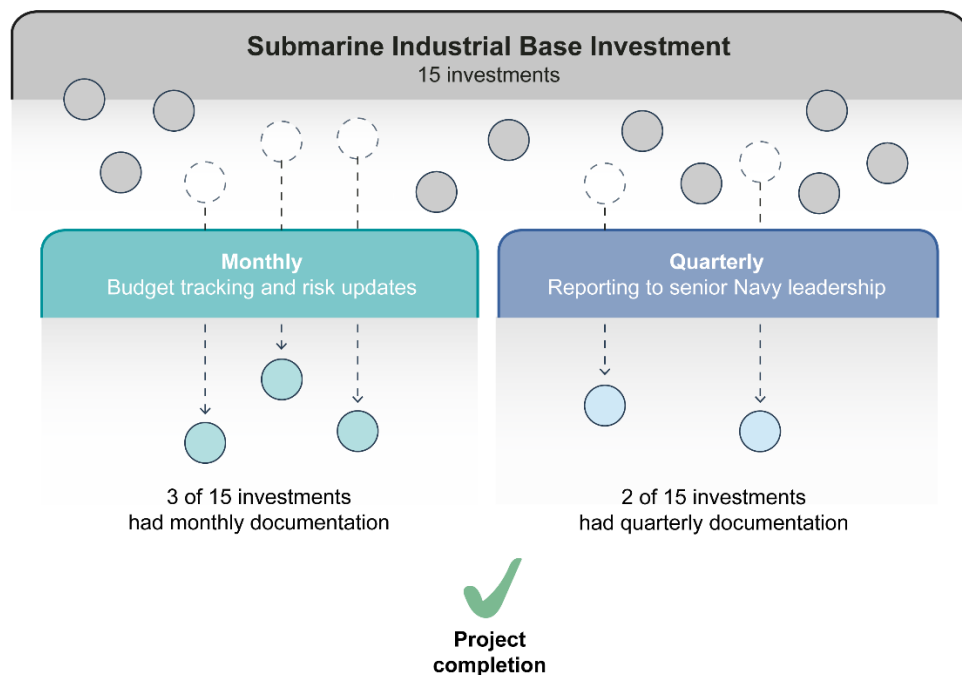 Submarine Industrial Base Investment
15 investments
Monthly
Budget tracking and risk updates
Quarterly
Reporting to senior Navy leadership
3 of 15 investments
had monthly documentation
2 of 15 investments
had quarterly documentation
Project
completion